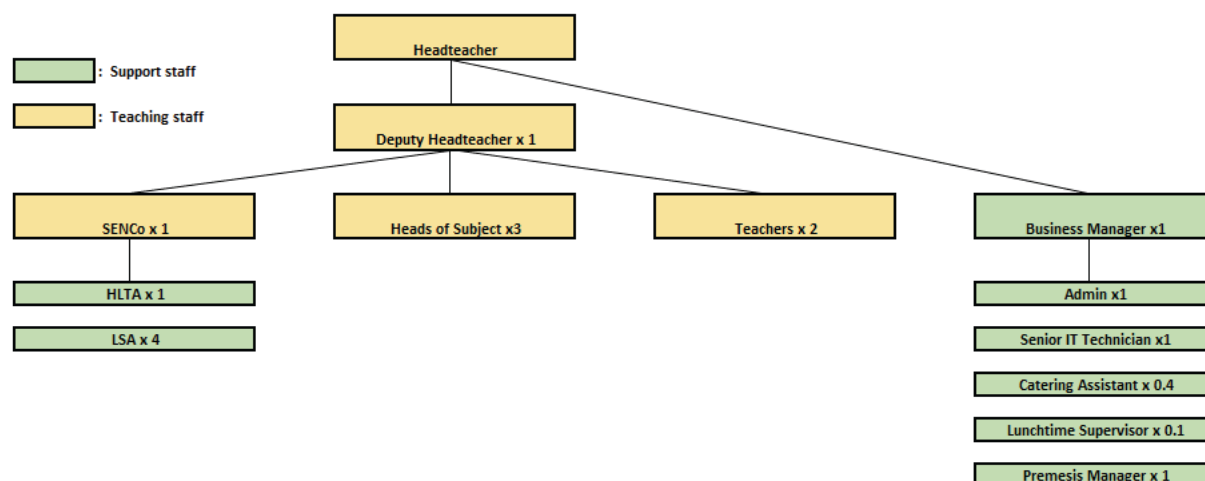 Headteacher
: Support staff
: Teaching staff
Deputy Headteacher x 1
SENCo x 1
Heads of Subject x3
Teachers x 2
Business Manager x1
HLTA x 1
LSA x 4
Admin x1
Senior IT Technician x1
Catering Assistant x 0.4
Lunchtime Supervisor x 0.1
Premesis Manager x 1